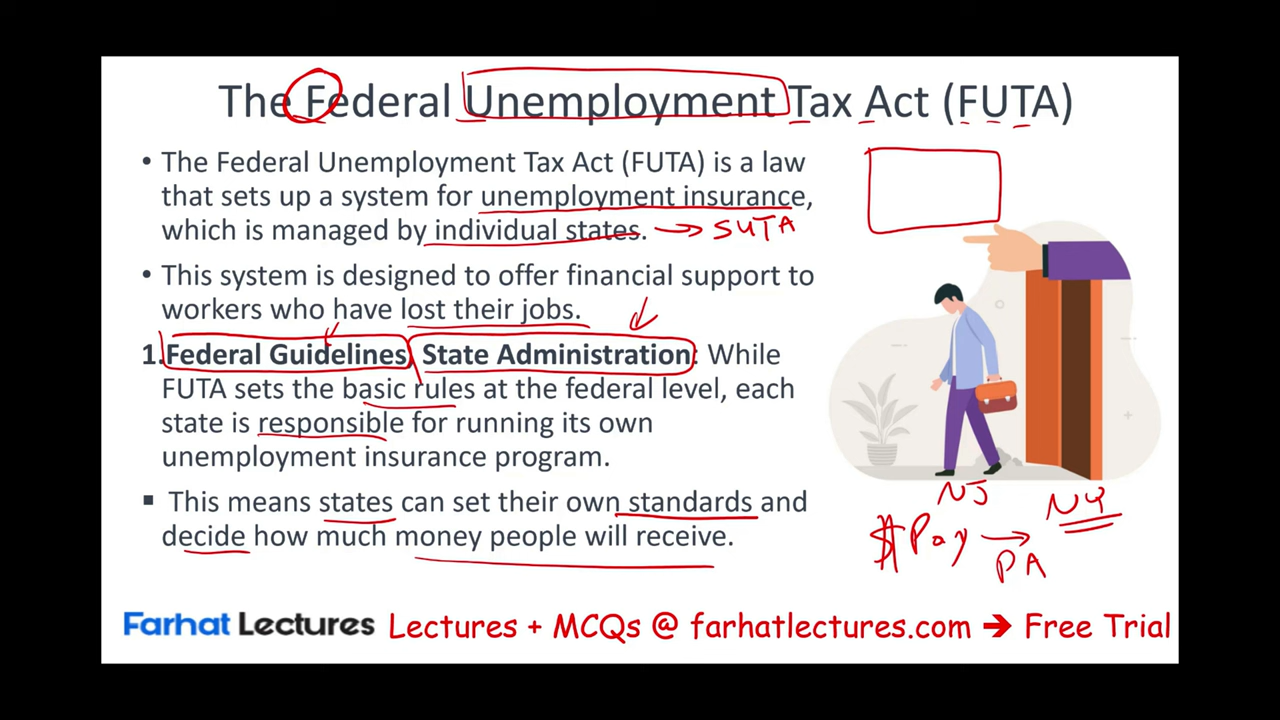 The Federal Unemployment Tax Act (FUTA)
• The Federal Unemployment Tax Act (FUTA) is a law
that sets up a system for unemployment insurance,
which is managed by individual states. → SUTA
• This system is designed to offer financial support to
workers who have lost their jobs.
1. Federal Guidelines State Administration: While
FUTA sets the basic rules at the federal level, each
state is responsible for running its own
unemployment insurance program.
▪ This means states can set their own standards and
decide how much money people will receive.
NJ
NY
$ Pay →
PA
Farhat Lectures Lectures + MCQs @ farhatlectures.com → Free Trial